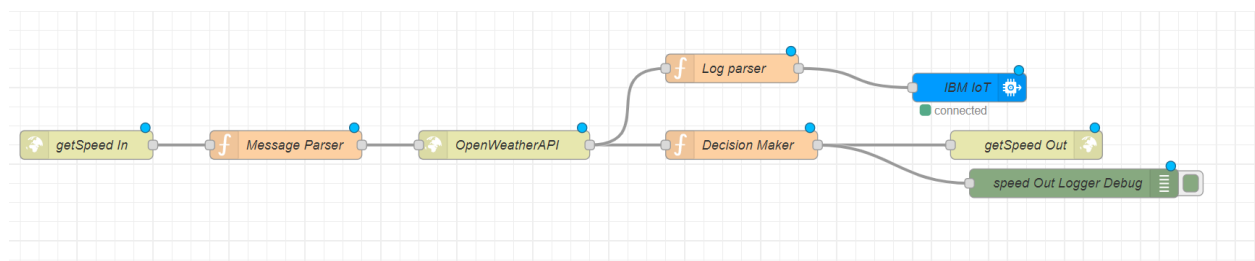 Log parser
IBM IoT
connected
getSpeed In
Message Parser
OpenWeatherAPI
Decision Maker
getSpeed Out
speed Out Logger Debug